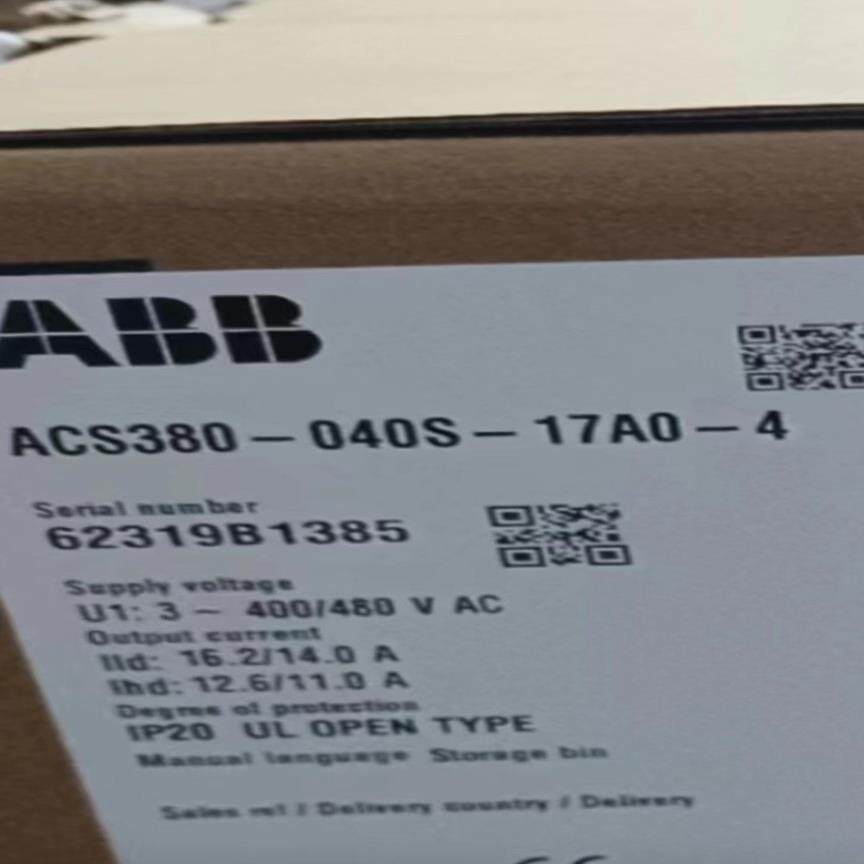 ABB
ACS380 – 040S – 17A0 – 4
Serial number
62319B1385
Supply voltage
U1: 3 ~ 400/480 V AC
Output current
Ild: 16.2/14.0 A
Ihd: 12.6/11.0 A
Degree of protection
IP20 UL OPEN TYPE
Manual language Storage bin
Sales rel / Delivery country / Delivery